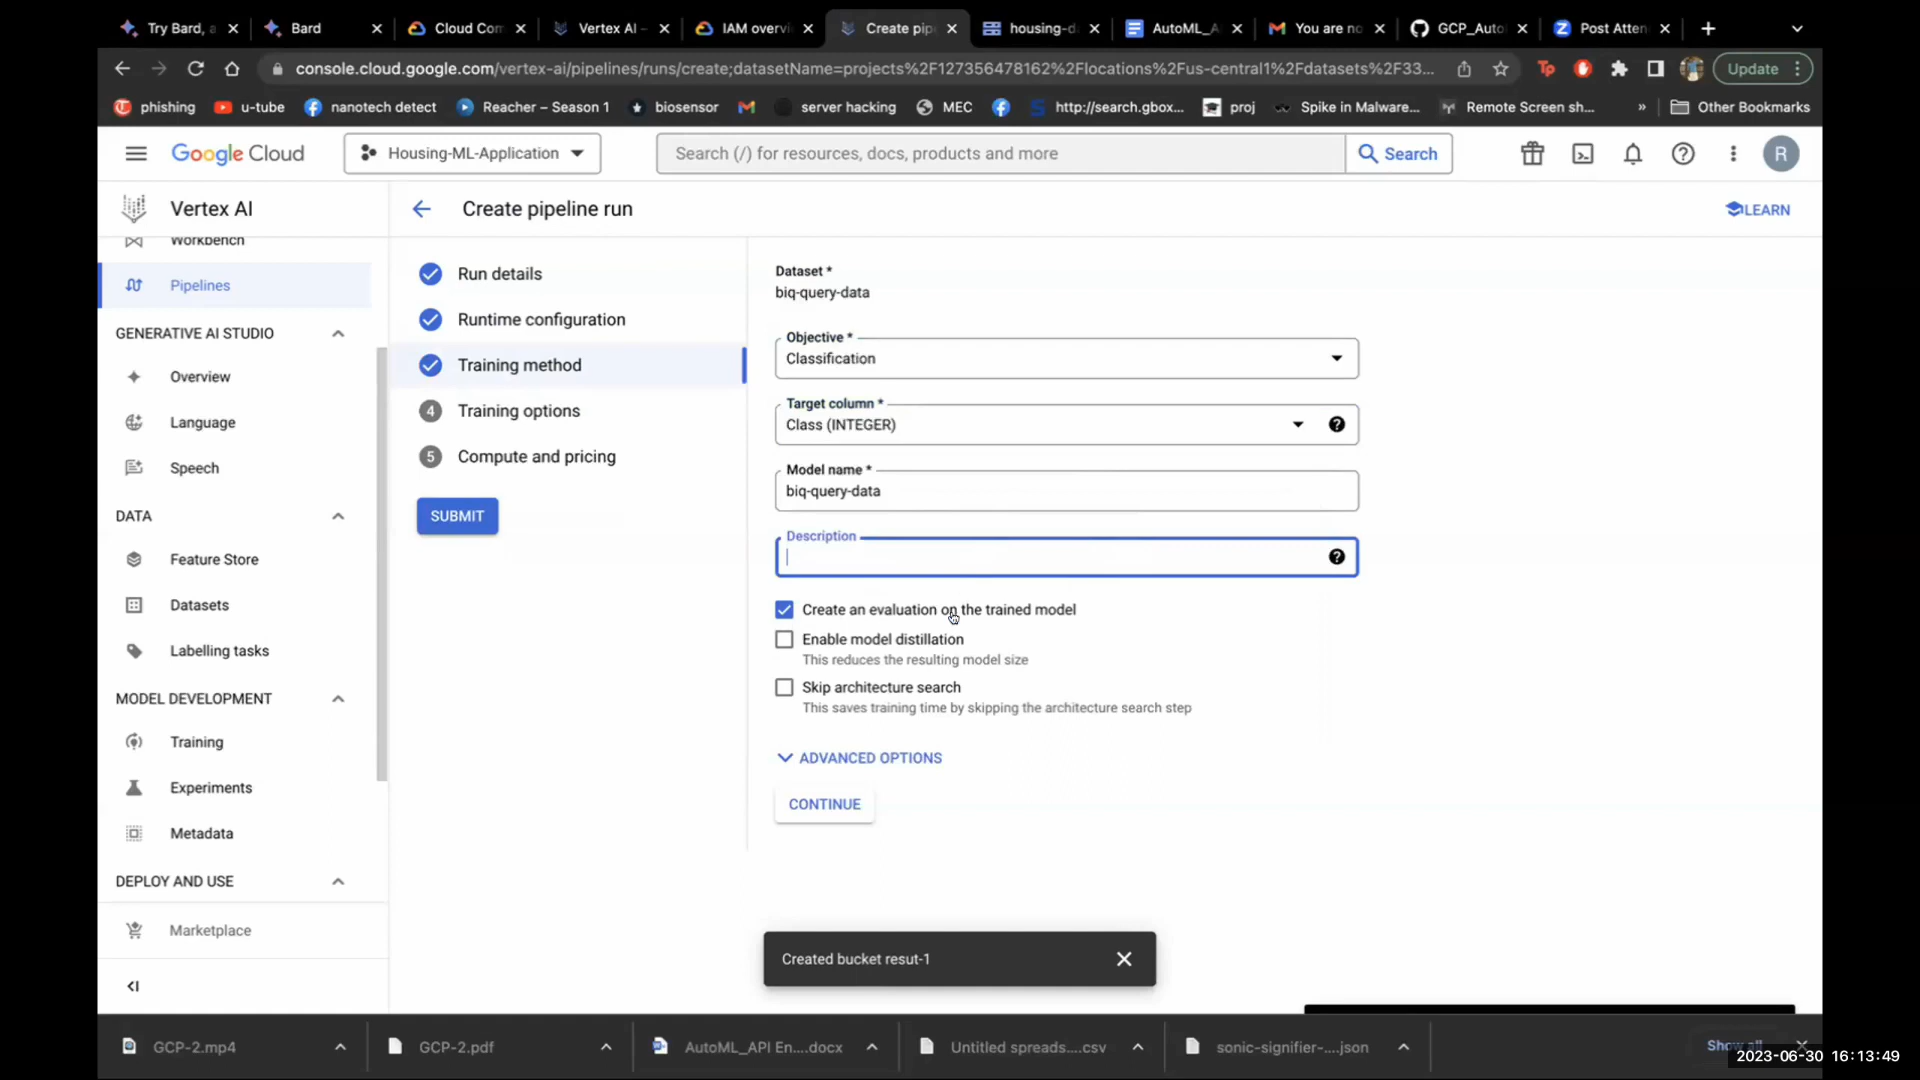 Try Bard, a
Bard
Cloud Com
Vertex AI –
IAM overvi
Create pip
housing-d
AutoML_A
You are no
GCP_Auto
Post Atten
console.cloud.google.com/vertex-ai/pipelines/runs/create;datasetName=projects%2F127356478162%2Flocations%2Fus-central1%2Fdatasets%2F33...
Update
phishing
u-tube
nanotech detect
Reacher – Season 1
biosensor
server hacking
MEC
http://search.gbox...
proj
Spike in Malware...
Remote Screen sh...
»
Other Bookmarks
Google Cloud
Housing-ML-Application
Search (/) for resources, docs, products and more
Search
R
Vertex AI
Create pipeline run
LEARN
Workbench
Pipelines
GENERATIVE AI STUDIO
Overview
Language
Speech
DATA
Feature Store
Datasets
Labelling tasks
MODEL DEVELOPMENT
Training
Experiments
Metadata
DEPLOY AND USE
Marketplace
Run details
Runtime configuration
Training method
4 Training options
5 Compute and pricing
SUBMIT
Dataset *
biq-query-data
Objective *
Classification
Target column *
Class (INTEGER)
Model name *
biq-query-data
Description
Create an evaluation on the trained model
Enable model distillation
This reduces the resulting model size
Skip architecture search
This saves training time by skipping the architecture search step
ADVANCED OPTIONS
CONTINUE
Created bucket resut-1
GCP-2.mp4
GCP-2.pdf
AutoML_API En....docx
Untitled spreads....csv
sonic-signifier-....json
Show all
2023-06-30 16:13:49